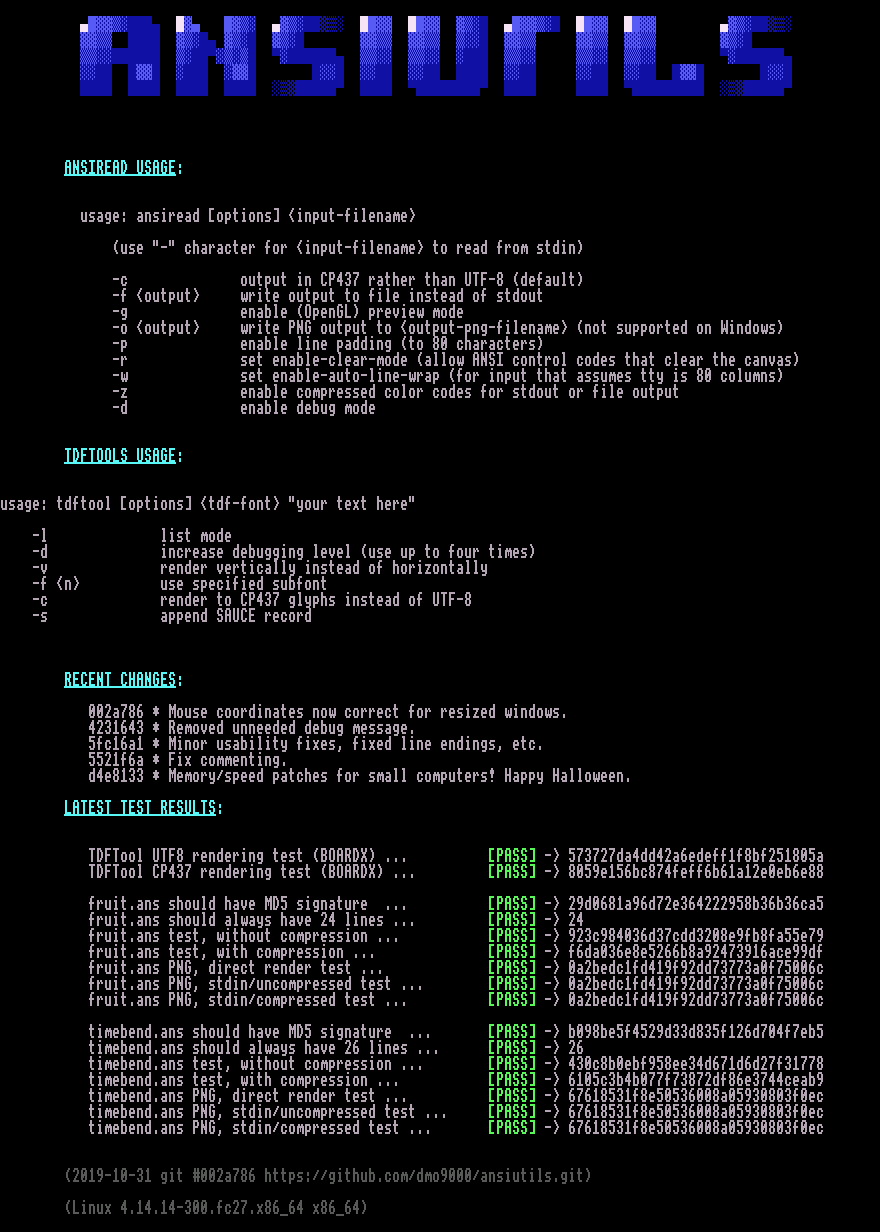 ANSIUTILS
ANSIREAD USAGE:
usage: ansiread [options] <input-filename>
(use "-" character for <input-filename> to read from stdin)
-c output in CP437 rather than UTF-8 (default)
-f <output> write output to file instead of stdout
-g enable (OpenGL) preview mode
-o <output> write PNG output to <output-png-filename> (not supported on Windows)
-p enable line padding (to 80 characters)
-r set enable-clear-mode (allow ANSI control codes that clear the canvas)
-w set enable-auto-line-wrap (for input that assumes tty is 80 columns)
-z enable compressed color codes for stdout or file output
-d enable debug mode
TDFTOOLS USAGE:
usage: tdftool [options] <tdf-font> "your text here"
-l list mode
-d increase debugging level (use up to four times)
-v render vertically instead of horizontally
-f <n> use specified subfont
-c render to CP437 glyphs instead of UTF-8
-s append SAUCE record
RECENT CHANGES:
002a786 * Mouse coordinates now correct for resized windows.
4231643 * Removed unneeded debug message.
5fc16a1 * Minor usability fixes, fixed line endings, etc.
5521f6a * Fix commenting.
d4e8133 * Memory/speed patches for small computers! Happy Halloween.
LATEST TEST RESULTS:
TDFTool UTF8 rendering test (BOARDX) ... [PASS] -> 573727da4dd42a6edeff1f8bf251805a
TDFTool CP437 rendering test (BOARDX) ... [PASS] -> 8059e156bc874feff6b61a12e0eb6e88
fruit.ans should have MD5 signature ... [PASS] -> 29d0681a96d72e364222958b36b36ca5
fruit.ans should always have 24 lines ... [PASS] -> 24
fruit.ans test, without compression ... [PASS] -> 923c984036d37cdd3208e9fb8fa55e79
fruit.ans test, with compression ... [PASS] -> f6da036e8e5266b8a92473916ace99df
fruit.ans PNG, direct render test ... [PASS] -> 0a2bedc1fd419f92dd73773a0f75006c
fruit.ans PNG, stdin/uncompressed test ... [PASS] -> 0a2bedc1fd419f92dd73773a0f75006c
fruit.ans PNG, stdin/compressed test ... [PASS] -> 0a2bedc1fd419f92dd73773a0f75006c
timebend.ans should have MD5 signature ... [PASS] -> b098be5f4529d33d835f126d704f7eb5
timebend.ans should always have 26 lines ... [PASS] -> 26
timebend.ans test, without compression ... [PASS] -> 430c8b0ebf958ee34d671d6d27f31778
timebend.ans test, with compression ... [PASS] -> 6105c3b4b077f73872df86e3744ceab9
timebend.ans PNG, direct render test ... [PASS] -> 67618531f8e50536008a05930803f0ec
timebend.ans PNG, stdin/uncompressed test ... [PASS] -> 67618531f8e50536008a05930803f0ec
timebend.ans PNG, stdin/compressed test ... [PASS] -> 67618531f8e50536008a05930803f0ec
(2019-10-31 git #002a786 https://github.com/dmo9000/ansiutils.git)
(Linux 4.14.14-300.fc27.x86_64 x86_64)